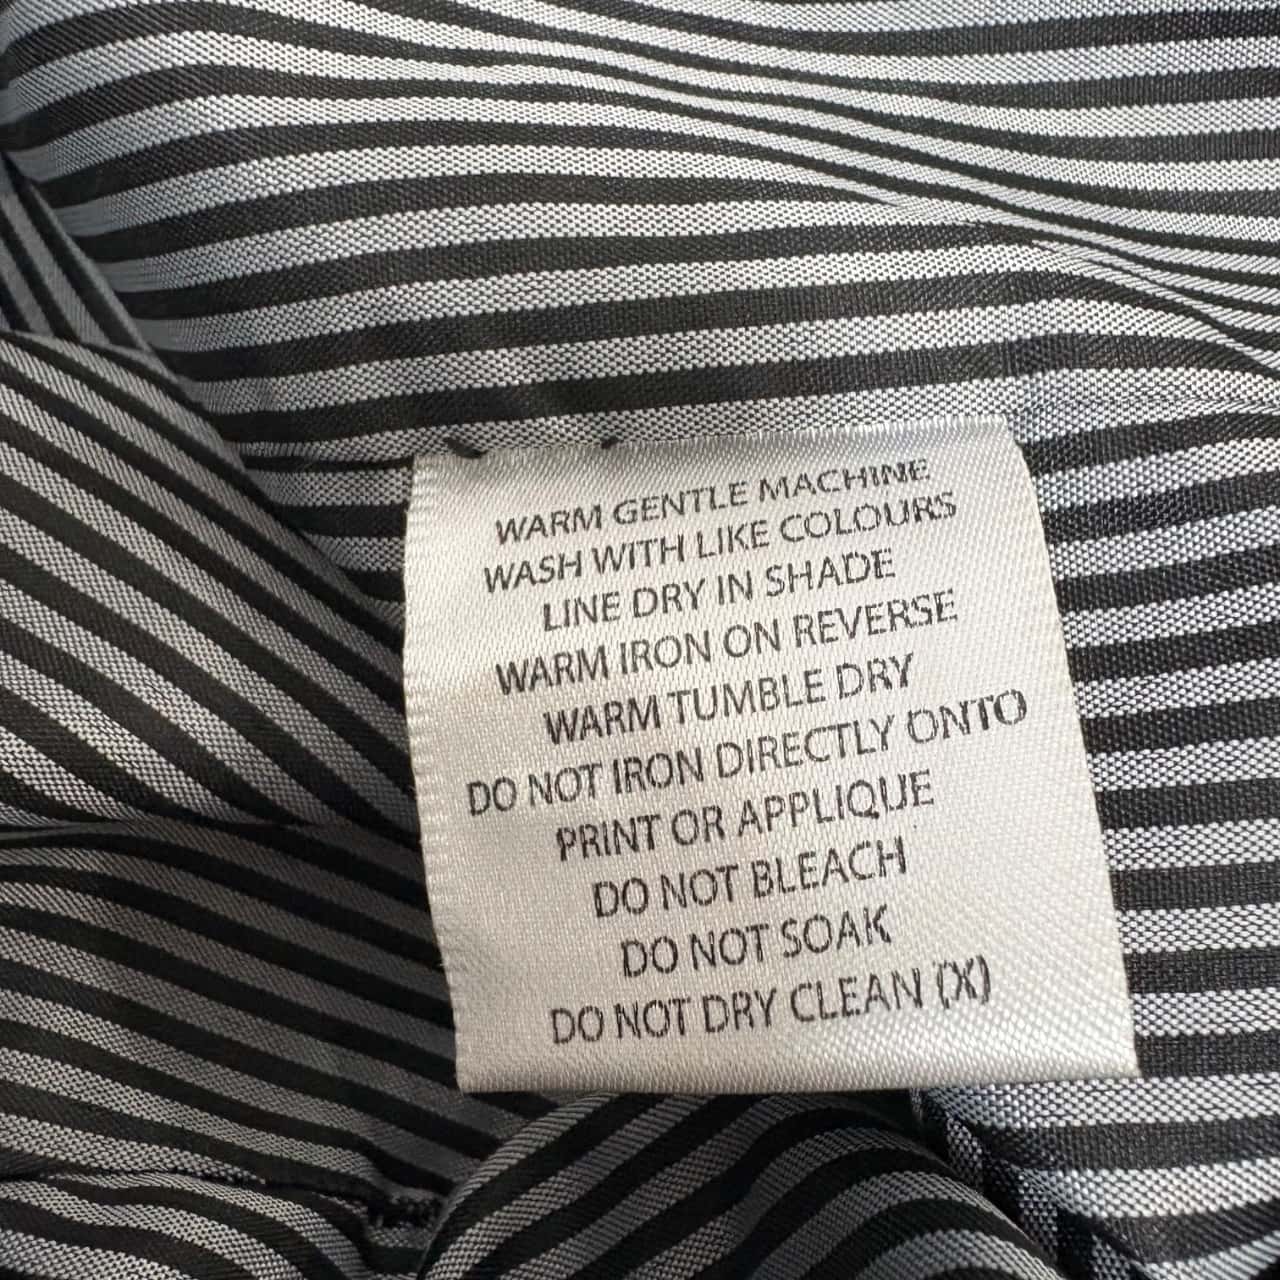 WARM GENTLE MACHINE
WASH WITH LIKE COLOURS
LINE DRY IN SHADE
WARM IRON ON REVERSE
WARM TUMBLE DRY
DO NOT IRON DIRECTLY ONTO
PRINT OR APPLIQUE
DO NOT BLEACH
DO NOT SOAK
DO NOT DRY CLEAN (X)